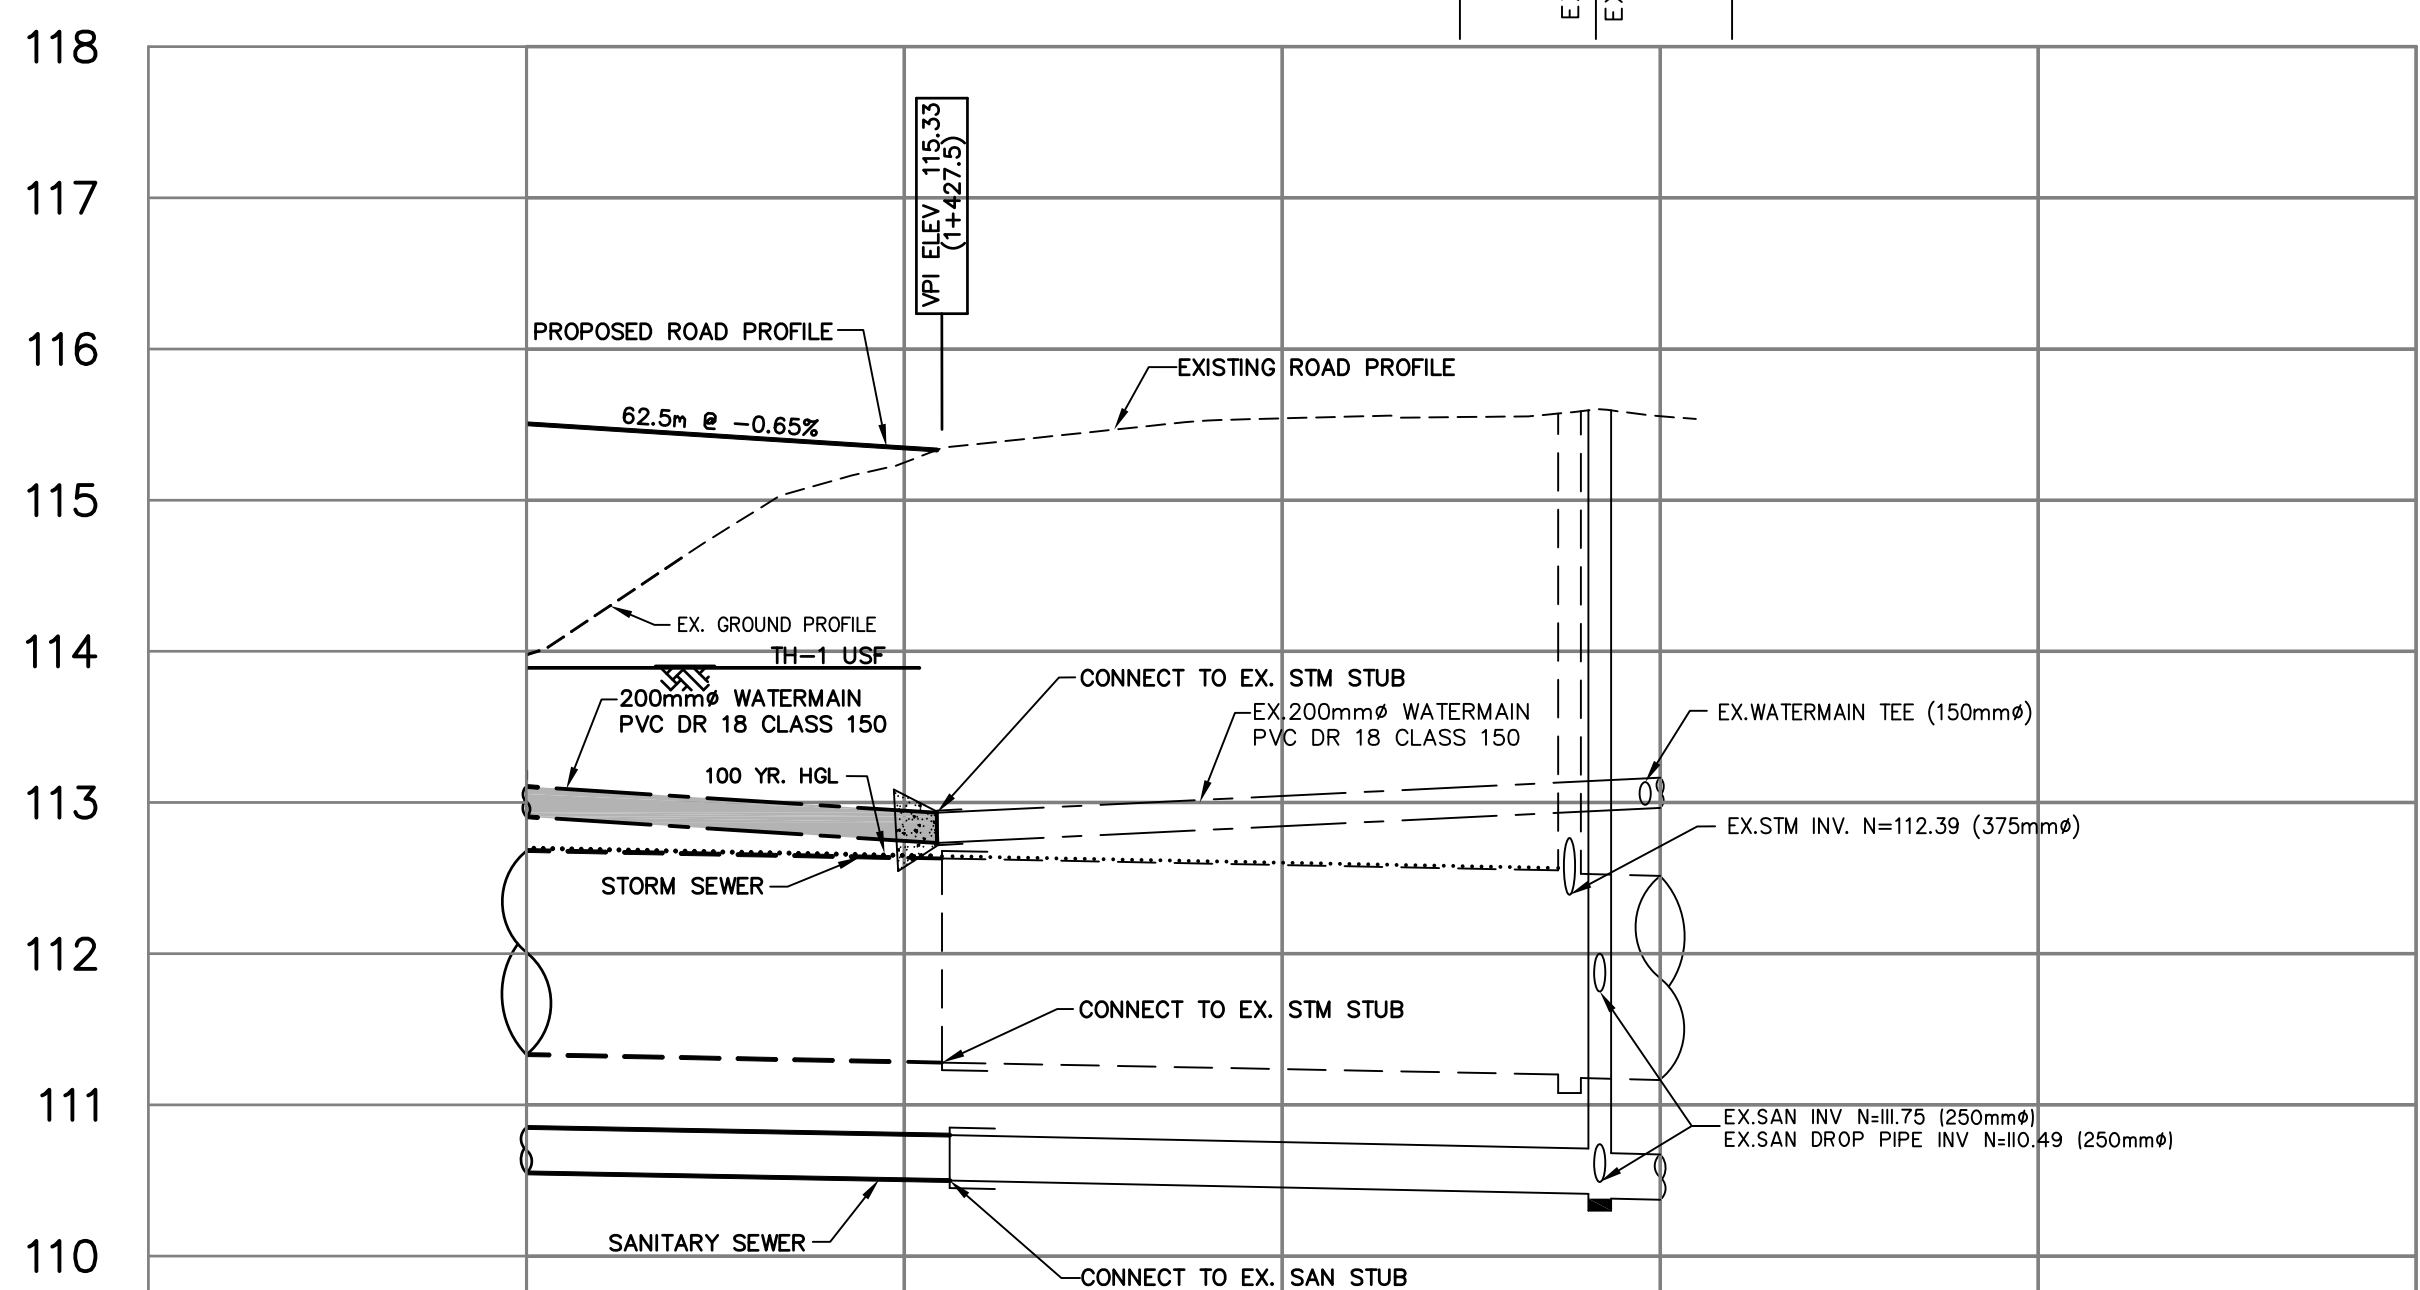 118
117
116
115
114
113
112
111
110
VPI ELEV 115.33
(1+427.5)
PROPOSED ROAD PROFILE
EXISTING ROAD PROFILE
62.5m @ -0.65%
EX. GROUND PROFILE
TH-1 USF
200mmø WATERMAIN
PVC DR 18 CLASS 150
CONNECT TO EX. STM STUB
EX.200mmø WATERMAIN
PVC DR 18 CLASS 150
EX.WATERMAIN TEE (150mmø)
100 YR. HGL
EX.STM INV. N=112.39 (375mmø)
STORM SEWER
CONNECT TO EX. STM STUB
EX.SAN INV N=111.75 (250mmø)
EX.SAN DROP PIPE INV N=110.49 (250mmø)
SANITARY SEWER
CONNECT TO EX. SAN STUB